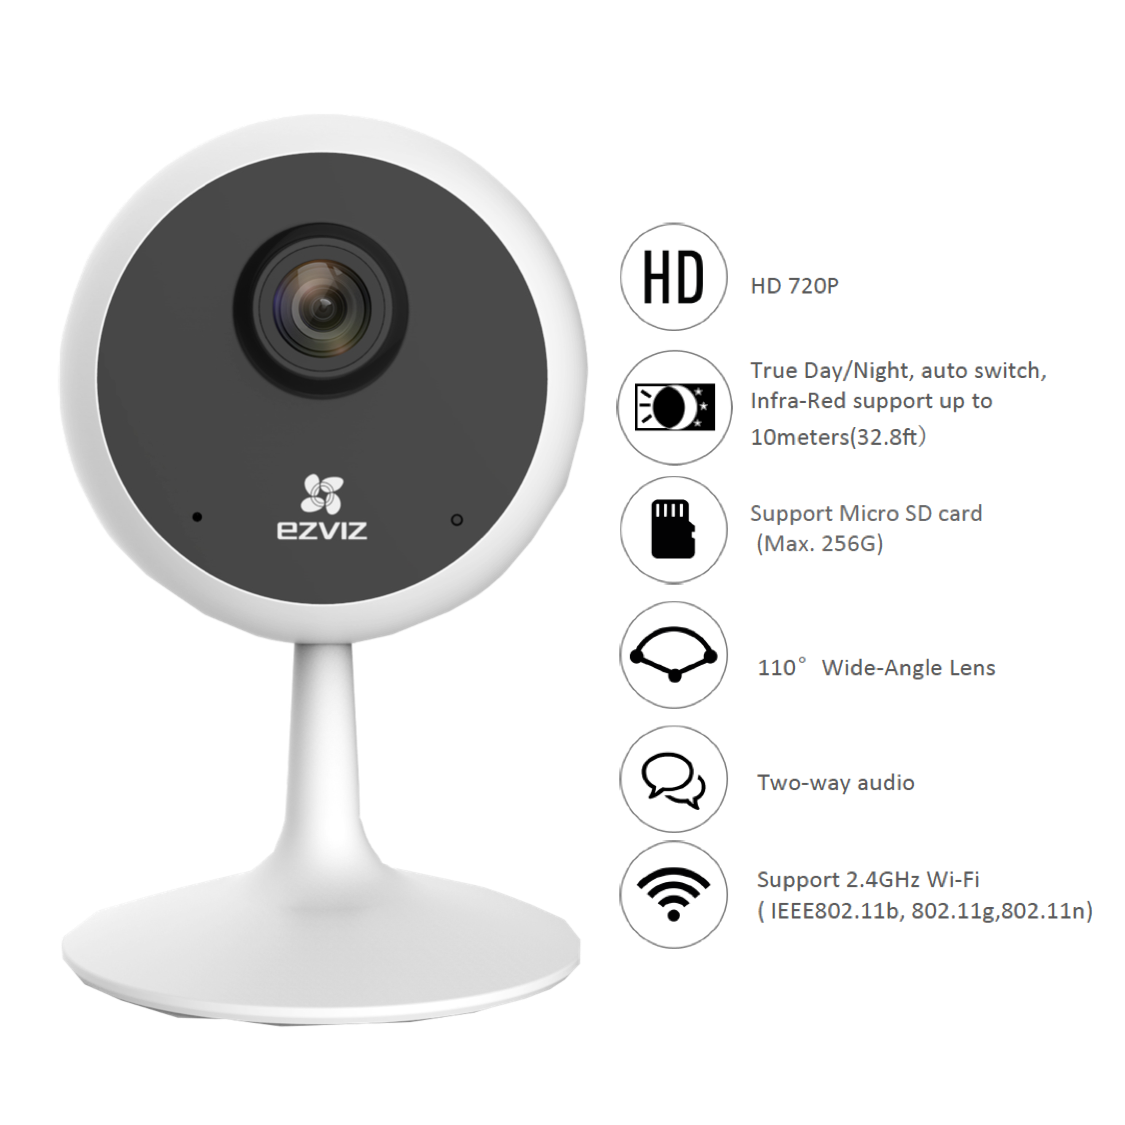 EZVIZ
HD
HD 720P
True Day/Night, auto switch,
Infra-Red support up to
10meters(32.8ft）
Support Micro SD card
(Max. 256G)
110° Wide-Angle Lens
Two-way audio
Support 2.4GHz Wi-Fi
( IEEE802.11b, 802.11g,802.11n)